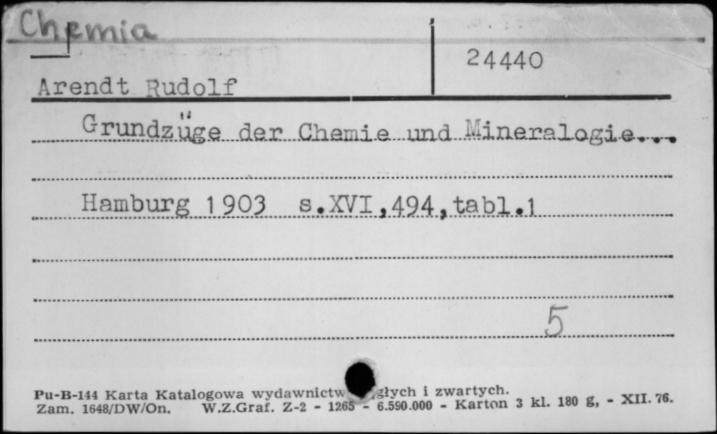 Chemia
24440
Arendt Rudolf
Grundzüge der Chemie und Mineralogie...
Hamburg 1903 s.XVI,494,tabl.1
5
Pu-B-144 Karta Katalogowa wydawnictw głych i zwartych.
Zam. 1648/DW/On. W.Z.Graf. Z-2 - 1265 - 6.590.000 - Karton 3 kl. 180 g, - XII. 76.